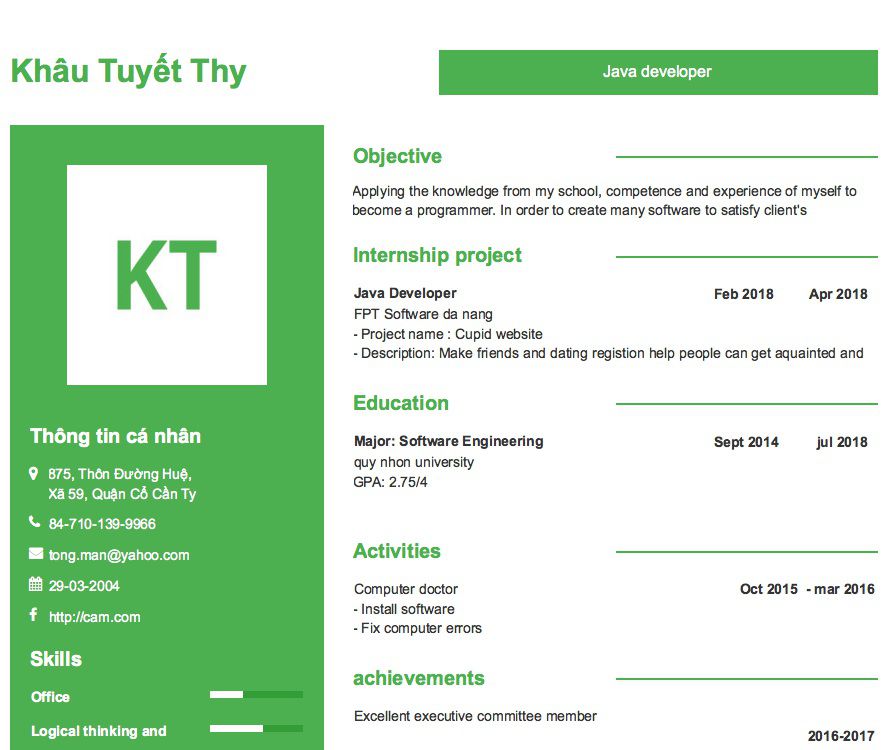 Khâu Tuyết Thy
Java developer
KT
Thông tin cá nhân
875, Thôn Đường Huệ,
Xã 59, Quận Cổ Cần Ty
84-710-139-9966
tong.man@yahoo.com
29-03-2004
http://cam.com
Skills
Office
Logical thinking and
Objective
Applying the knowledge from my school, competence and experience of myself to
become a programmer. In order to create many software to satisfy client's
Internship project
Java Developer Feb 2018 Apr 2018
FPT Software da nang
- Project name : Cupid website
- Description: Make friends and dating registion help people can get aquainted and
Education
Major: Software Engineering Sept 2014 jul 2018
quy nhon university
GPA: 2.75/4
Activities
Computer doctor Oct 2015 - mar 2016
- Install software
- Fix computer errors
achievements
Excellent executive committee member
2016-2017